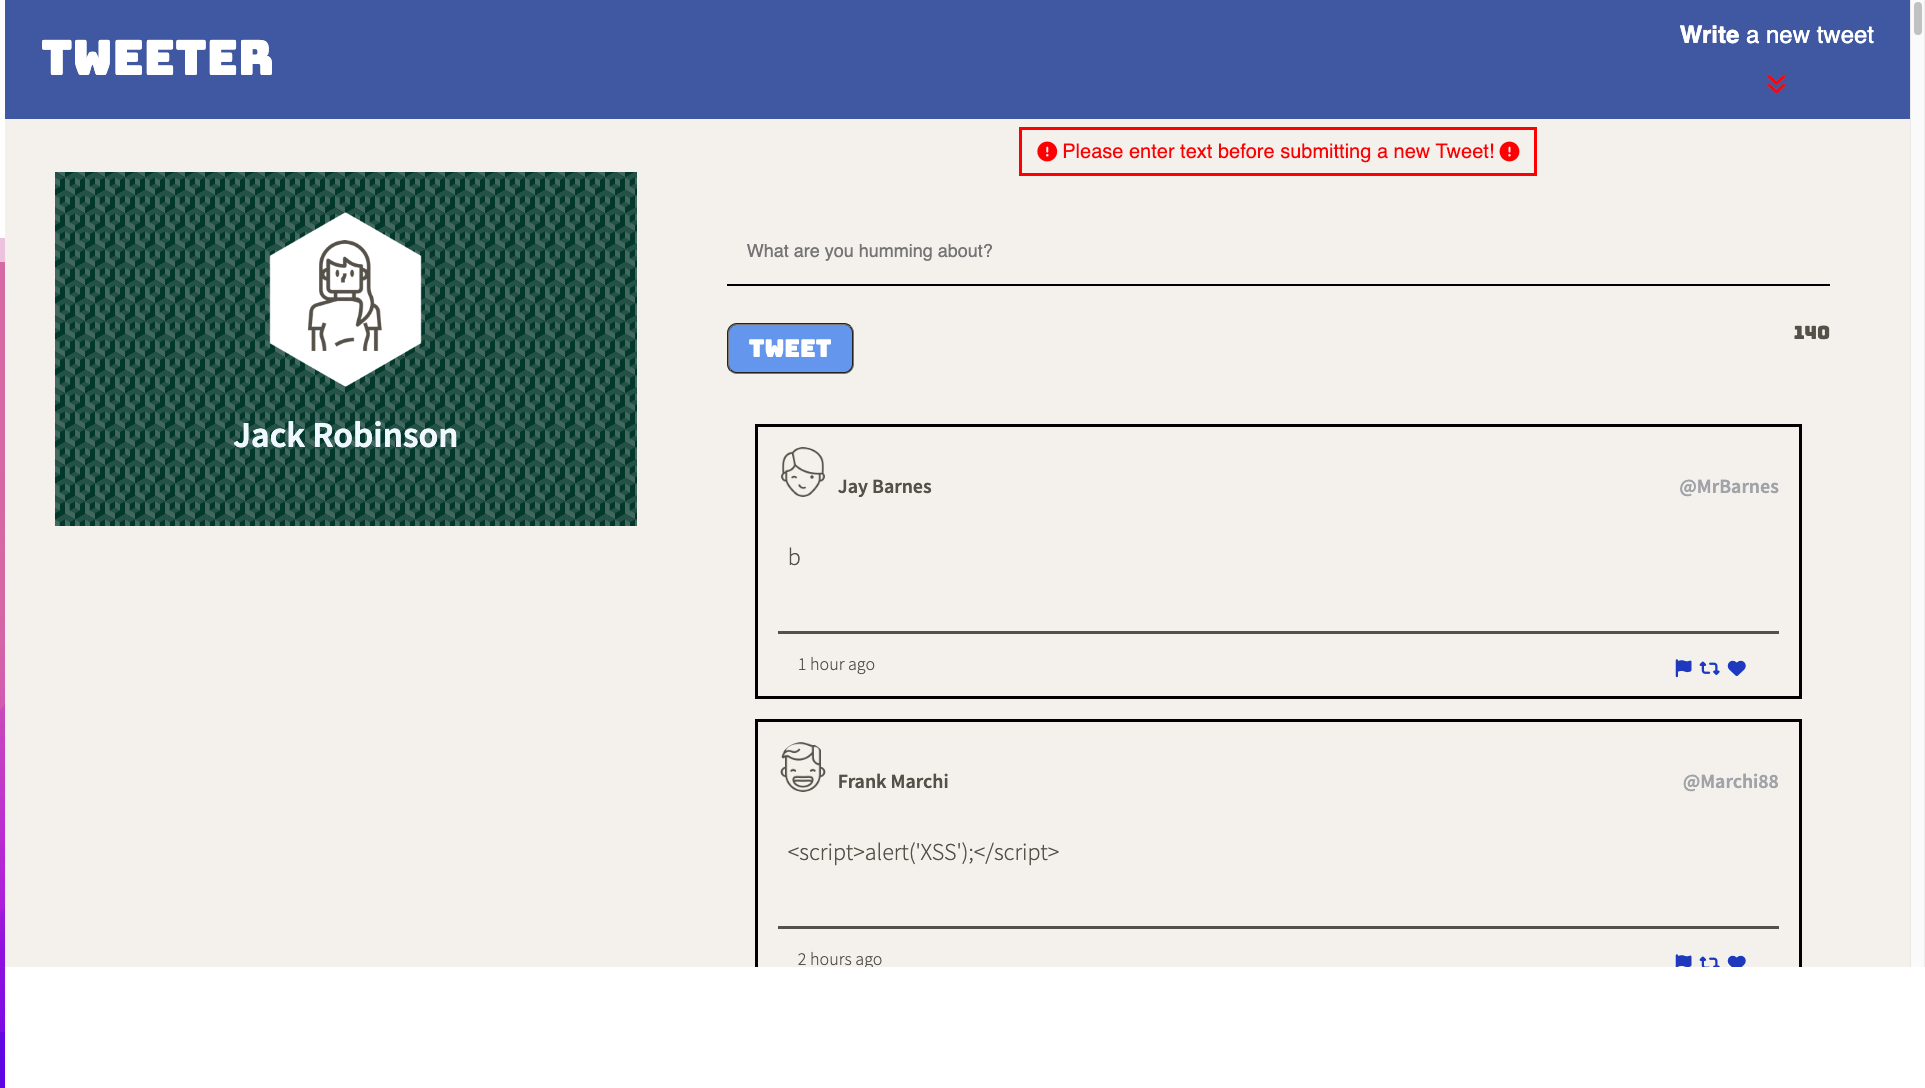 TWEETER
Write a new tweet
Please enter text before submitting a new Tweet!
Jack Robinson
What are you humming about?
TWEET
140
Jay Barnes
@MrBarnes
b
1 hour ago
Frank Marchi
@Marchi88
<script>alert('XSS');</script>
2 hours ago